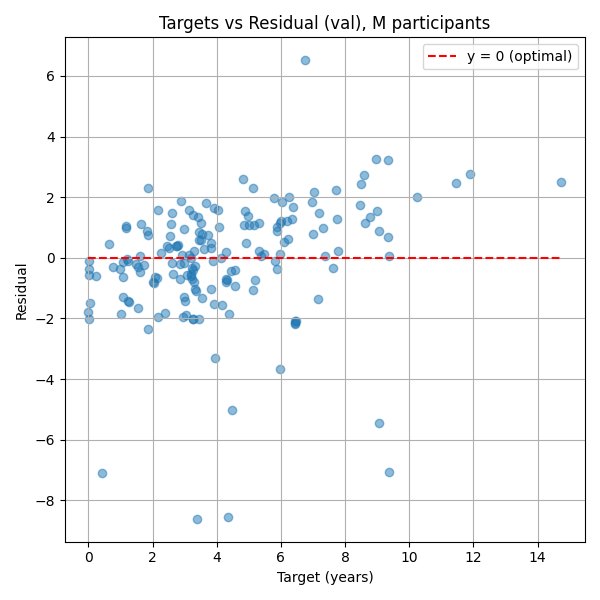 Targets vs Residual (val), M participants
y = 0 (optimal)
Residual
6
4
2
0
−2
−4
−6
−8
0 2 4 6 8 10 12 14
Target (years)